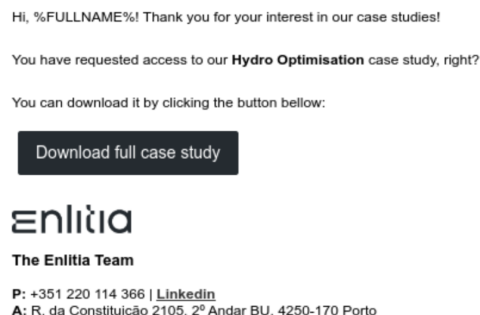 Hi, %FULLNAME%! Thank you for your interest in our case studies!
You have requested access to our Hydro Optimisation case study, right?
You can download it by clicking the button bellow:
Download full case study
Enlitia
The Enlitia Team
P: +351 220 114 366 | Linkedin
A: R. da Constituição 2105, 2º Andar BU, 4250-170 Porto